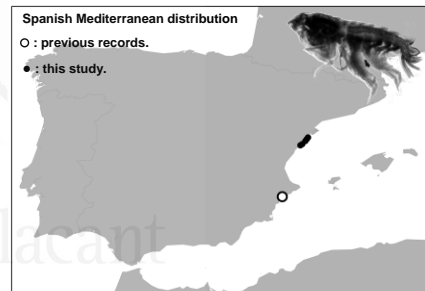 Spanish Mediterranean distribution
O : previous records.
● : this study.
lacant